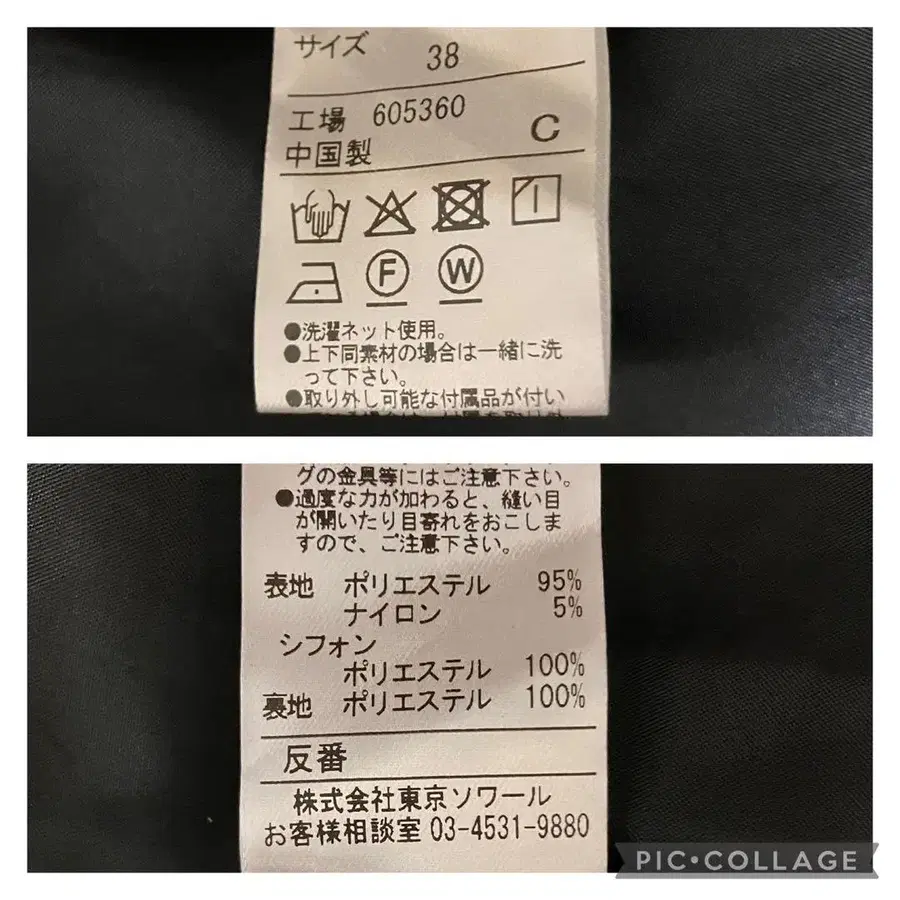 サイズ 38
工場 605360
中国製 C
F W
●洗濯ネット使用。
●上下同素材の場合は一緒に洗
って下さい。
●取り外し可能な付属品が付い
グの金具等にはご注意下さい。
●過度な力が加わると、縫い目
が開いたり目寄れをおこしま
すので、ご注意下さい。
表地 ポリエステル 95%
ナイロン 5%
シフォン
ポリエステル 100%
裏地 ポリエステル 100%
反番
株式会社東京ソワール
お客様相談室 03-4531-9880
PIC•COLLAGE